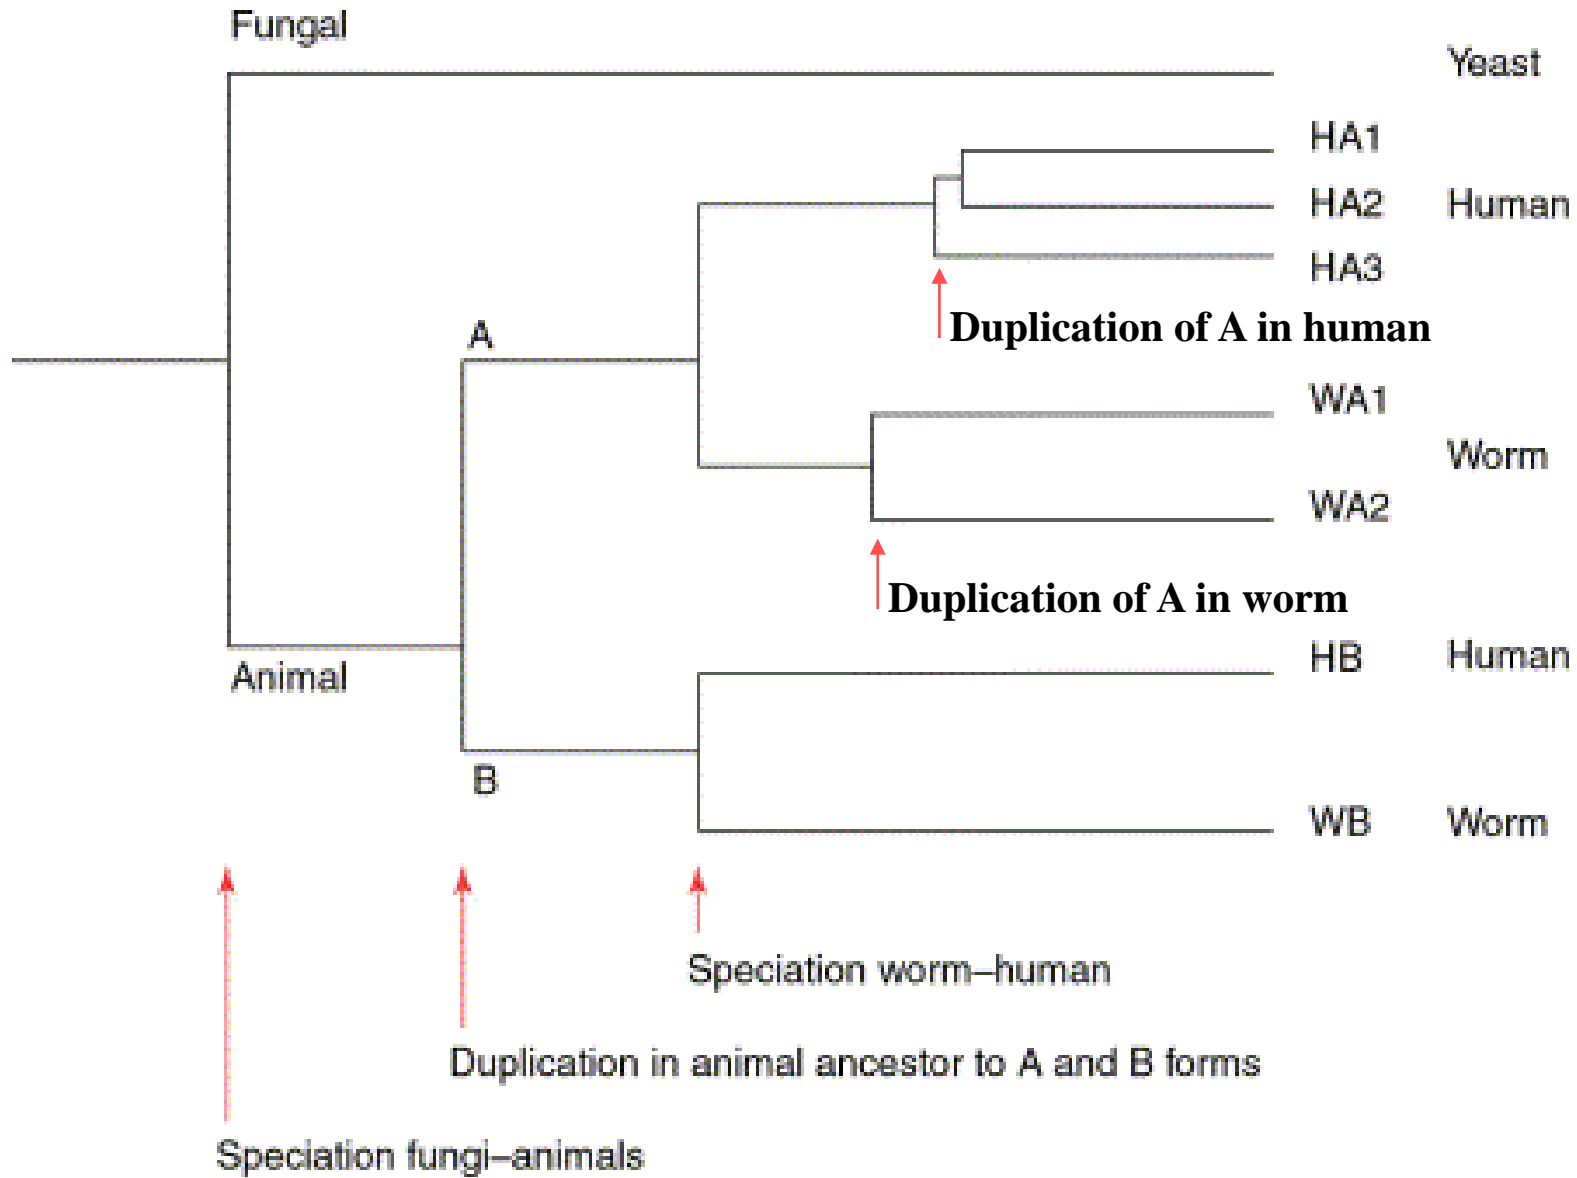 Fungal
Yeast
HA1
HA2 Human
HA3
Duplication of A in human
A
WA1
Worm
WA2
Duplication of A in worm
HB Human
Animal
B
WB Worm
Speciation worm–human
Duplication in animal ancestor to A and B forms
Speciation fungi–animals